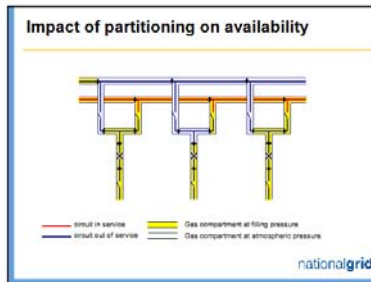 Impact of partitioning on availability
circuit in service
Gas compartment at filling pressure
circuit out of service
Gas compartment at atmospheric pressure
nationalgrid